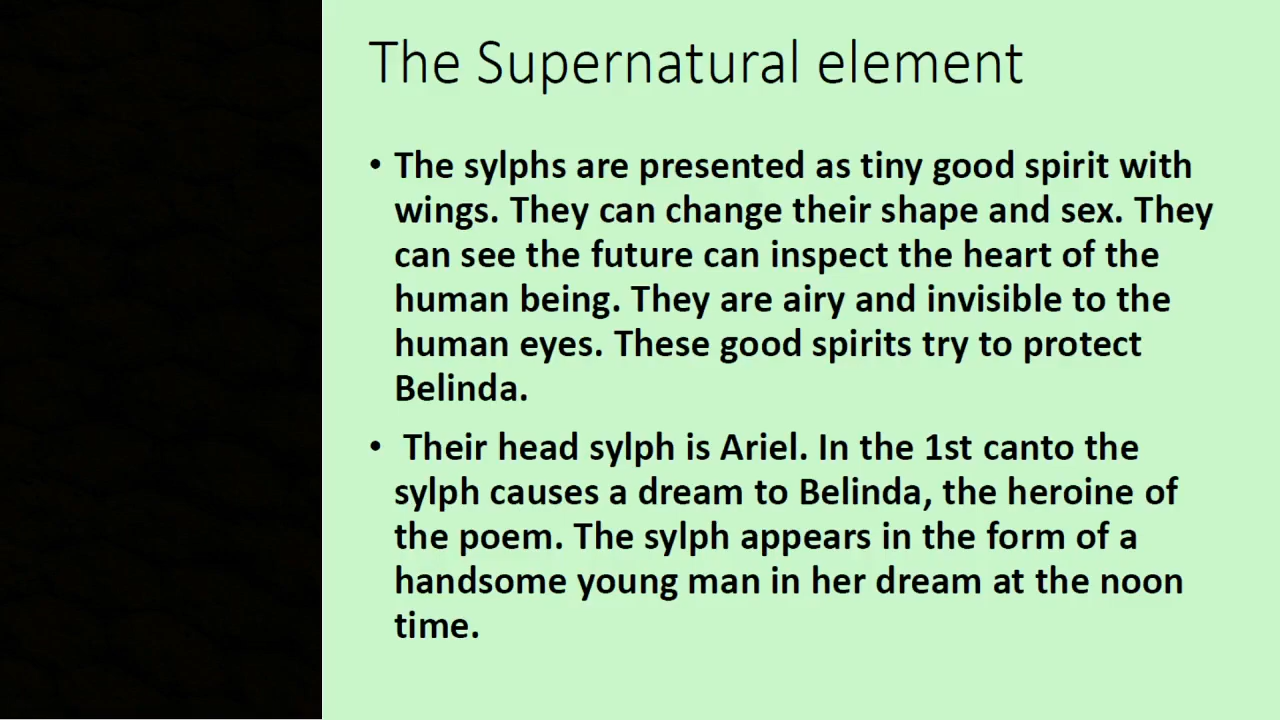 The Supernatural element
• The sylphs are presented as tiny good spirit with
wings. They can change their shape and sex. They
can see the future can inspect the heart of the
human being. They are airy and invisible to the
human eyes. These good spirits try to protect
Belinda.
• Their head sylph is Ariel. In the 1st canto the
sylph causes a dream to Belinda, the heroine of
the poem. The sylph appears in the form of a
handsome young man in her dream at the noon
time.